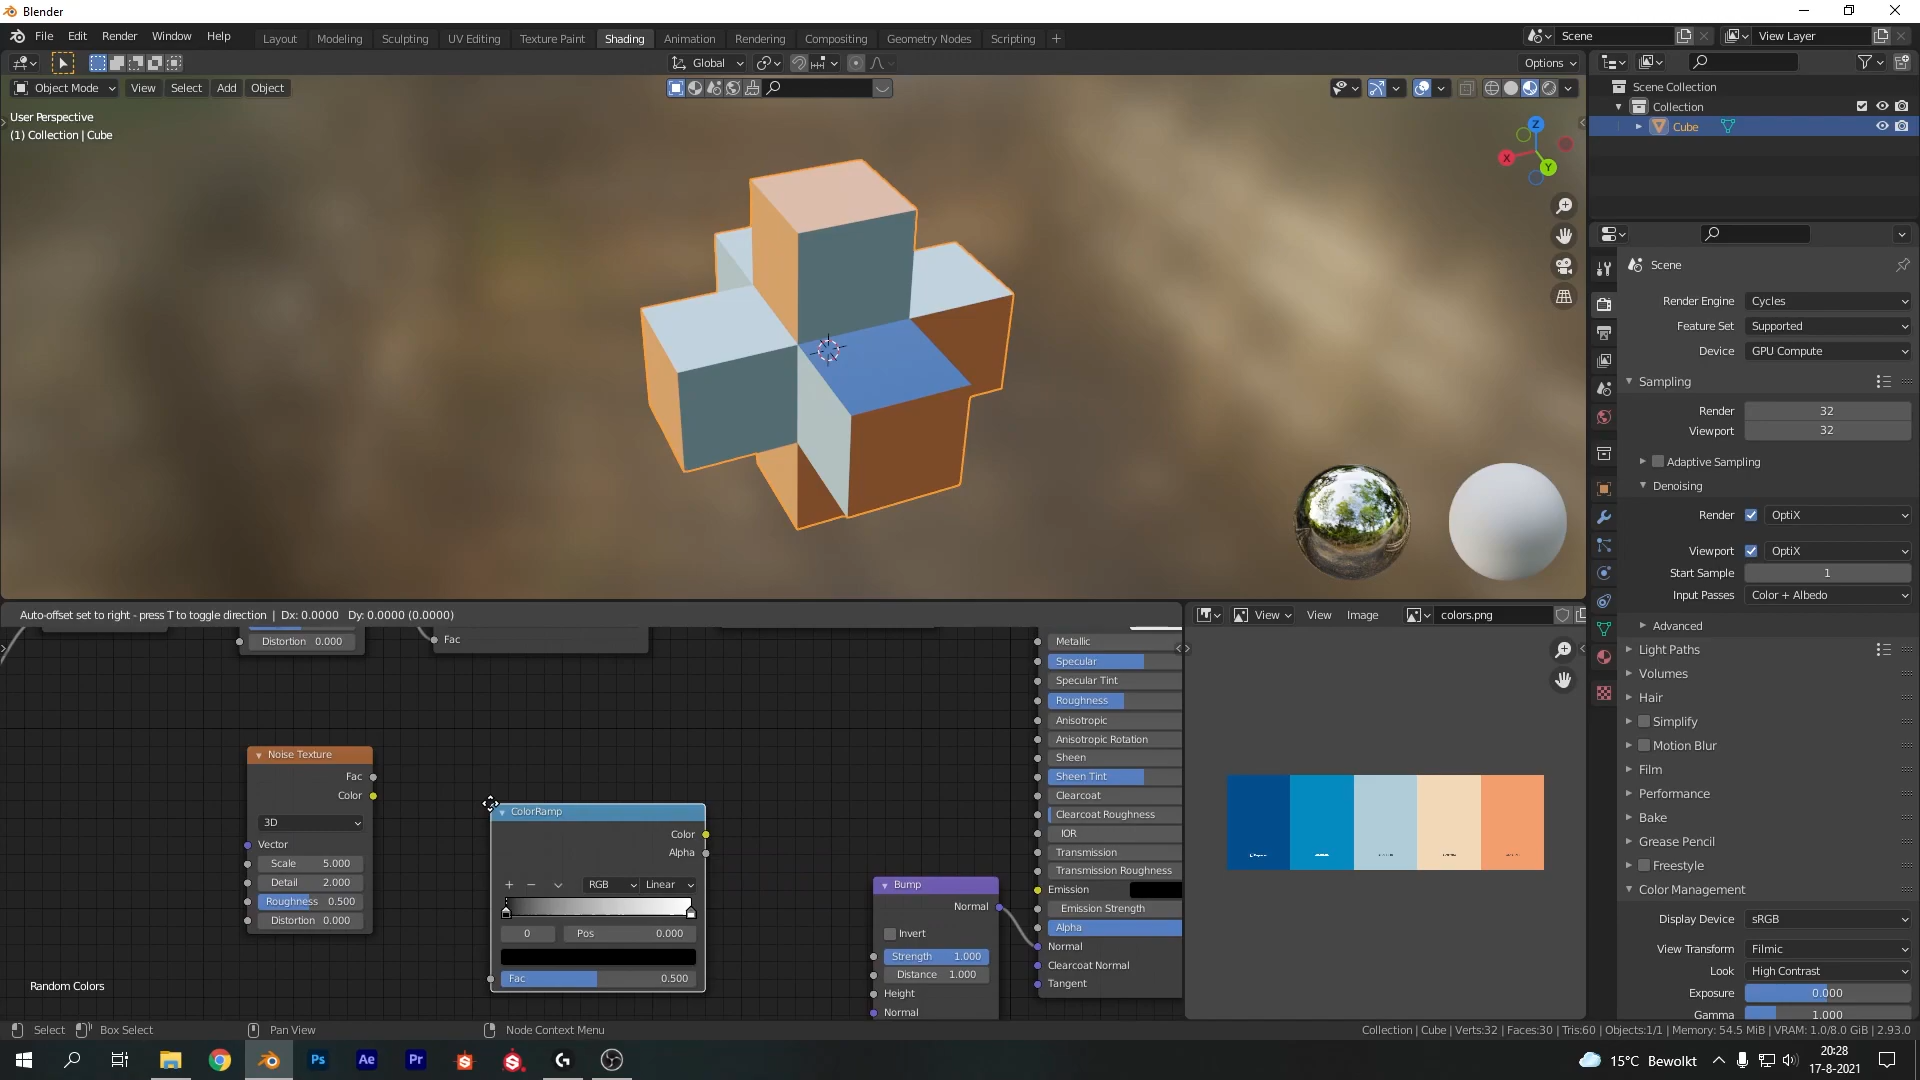 Blender
File Edit Render Window Help
Layout Modeling Sculpting UV Editing Texture Paint Shading Animation Rendering Compositing Geometry Nodes Scripting +
Scene
View Layer
Global
Options
Object Mode View Select Add Object
User Perspective
(1) Collection | Cube
Z
X
Y
Scene Collection
Collection
Cube
Scene
Render Engine Cycles
Feature Set Supported
Device GPU Compute
Sampling
Render 32
Viewport 32
Adaptive Sampling
Denoising
Render OptiX
Viewport OptiX
Start Sample 1
Input Passes Color + Albedo
Advanced
Light Paths
Volumes
Hair
Simplify
Motion Blur
Film
Performance
Bake
Grease Pencil
Freestyle
Color Management
Display Device sRGB
View Transform Filmic
Look High Contrast
Exposure 0.000
Gamma 1.000
Auto-offset set to right - press T to toggle direction | Dx: 0.0000 Dy: 0.0000 (0.0000)
View View Image colors.png
Distortion 0.000
Fac
Noise Texture
Fac
Color
3D
Vector
Scale 5.000
Detail 2.000
Roughness 0.500
Distortion 0.000
ColorRamp
Color
Alpha
+ − RGB Linear
0 Pos 0.000
Fac 0.500
Bump
Normal
Invert
Strength 1.000
Distance 1.000
Height
Normal
Metallic
Specular
Specular Tint
Roughness
Anisotropic
Anisotropic Rotation
Sheen
Sheen Tint
Clearcoat
Clearcoat Roughness
IOR
Transmission
Transmission Roughness
Emission
Emission Strength
Alpha
Normal
Clearcoat Normal
Tangent
Random Colors
Select Box Select Pan View Node Context Menu
Collection | Cube | Verts:32 | Faces:30 | Tris:60 | Objects:1/1 | Memory: 54.5 MiB | VRAM: 1.0/8.0 GiB | 2.93.0
Ps Ae Pr
15°C Bewolkt
20:28
17-8-2021